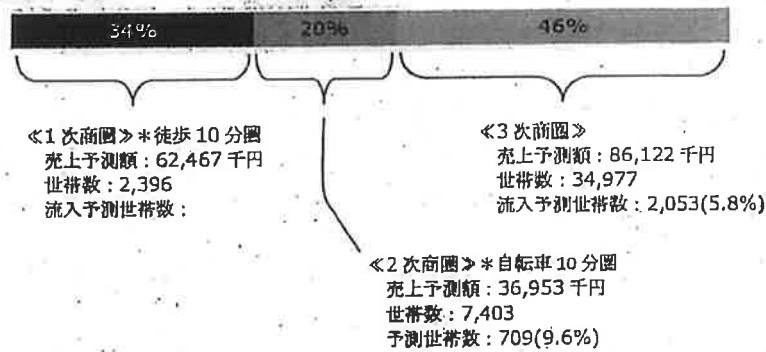 34%
20%
46%
≪1次商圏≫＊徒歩10分圏
売上予測額：62,467千円
世帯数：2,396
流入予測世帯数：
≪3次商圏≫
売上予測額：86,122千円
世帯数：34,977
流入予測世帯数：2,053(5.8%)
≪2次商圏≫＊自転車10分圏
売上予測額：36,953千円
世帯数：7,403
予測世帯数：709(9.6%)